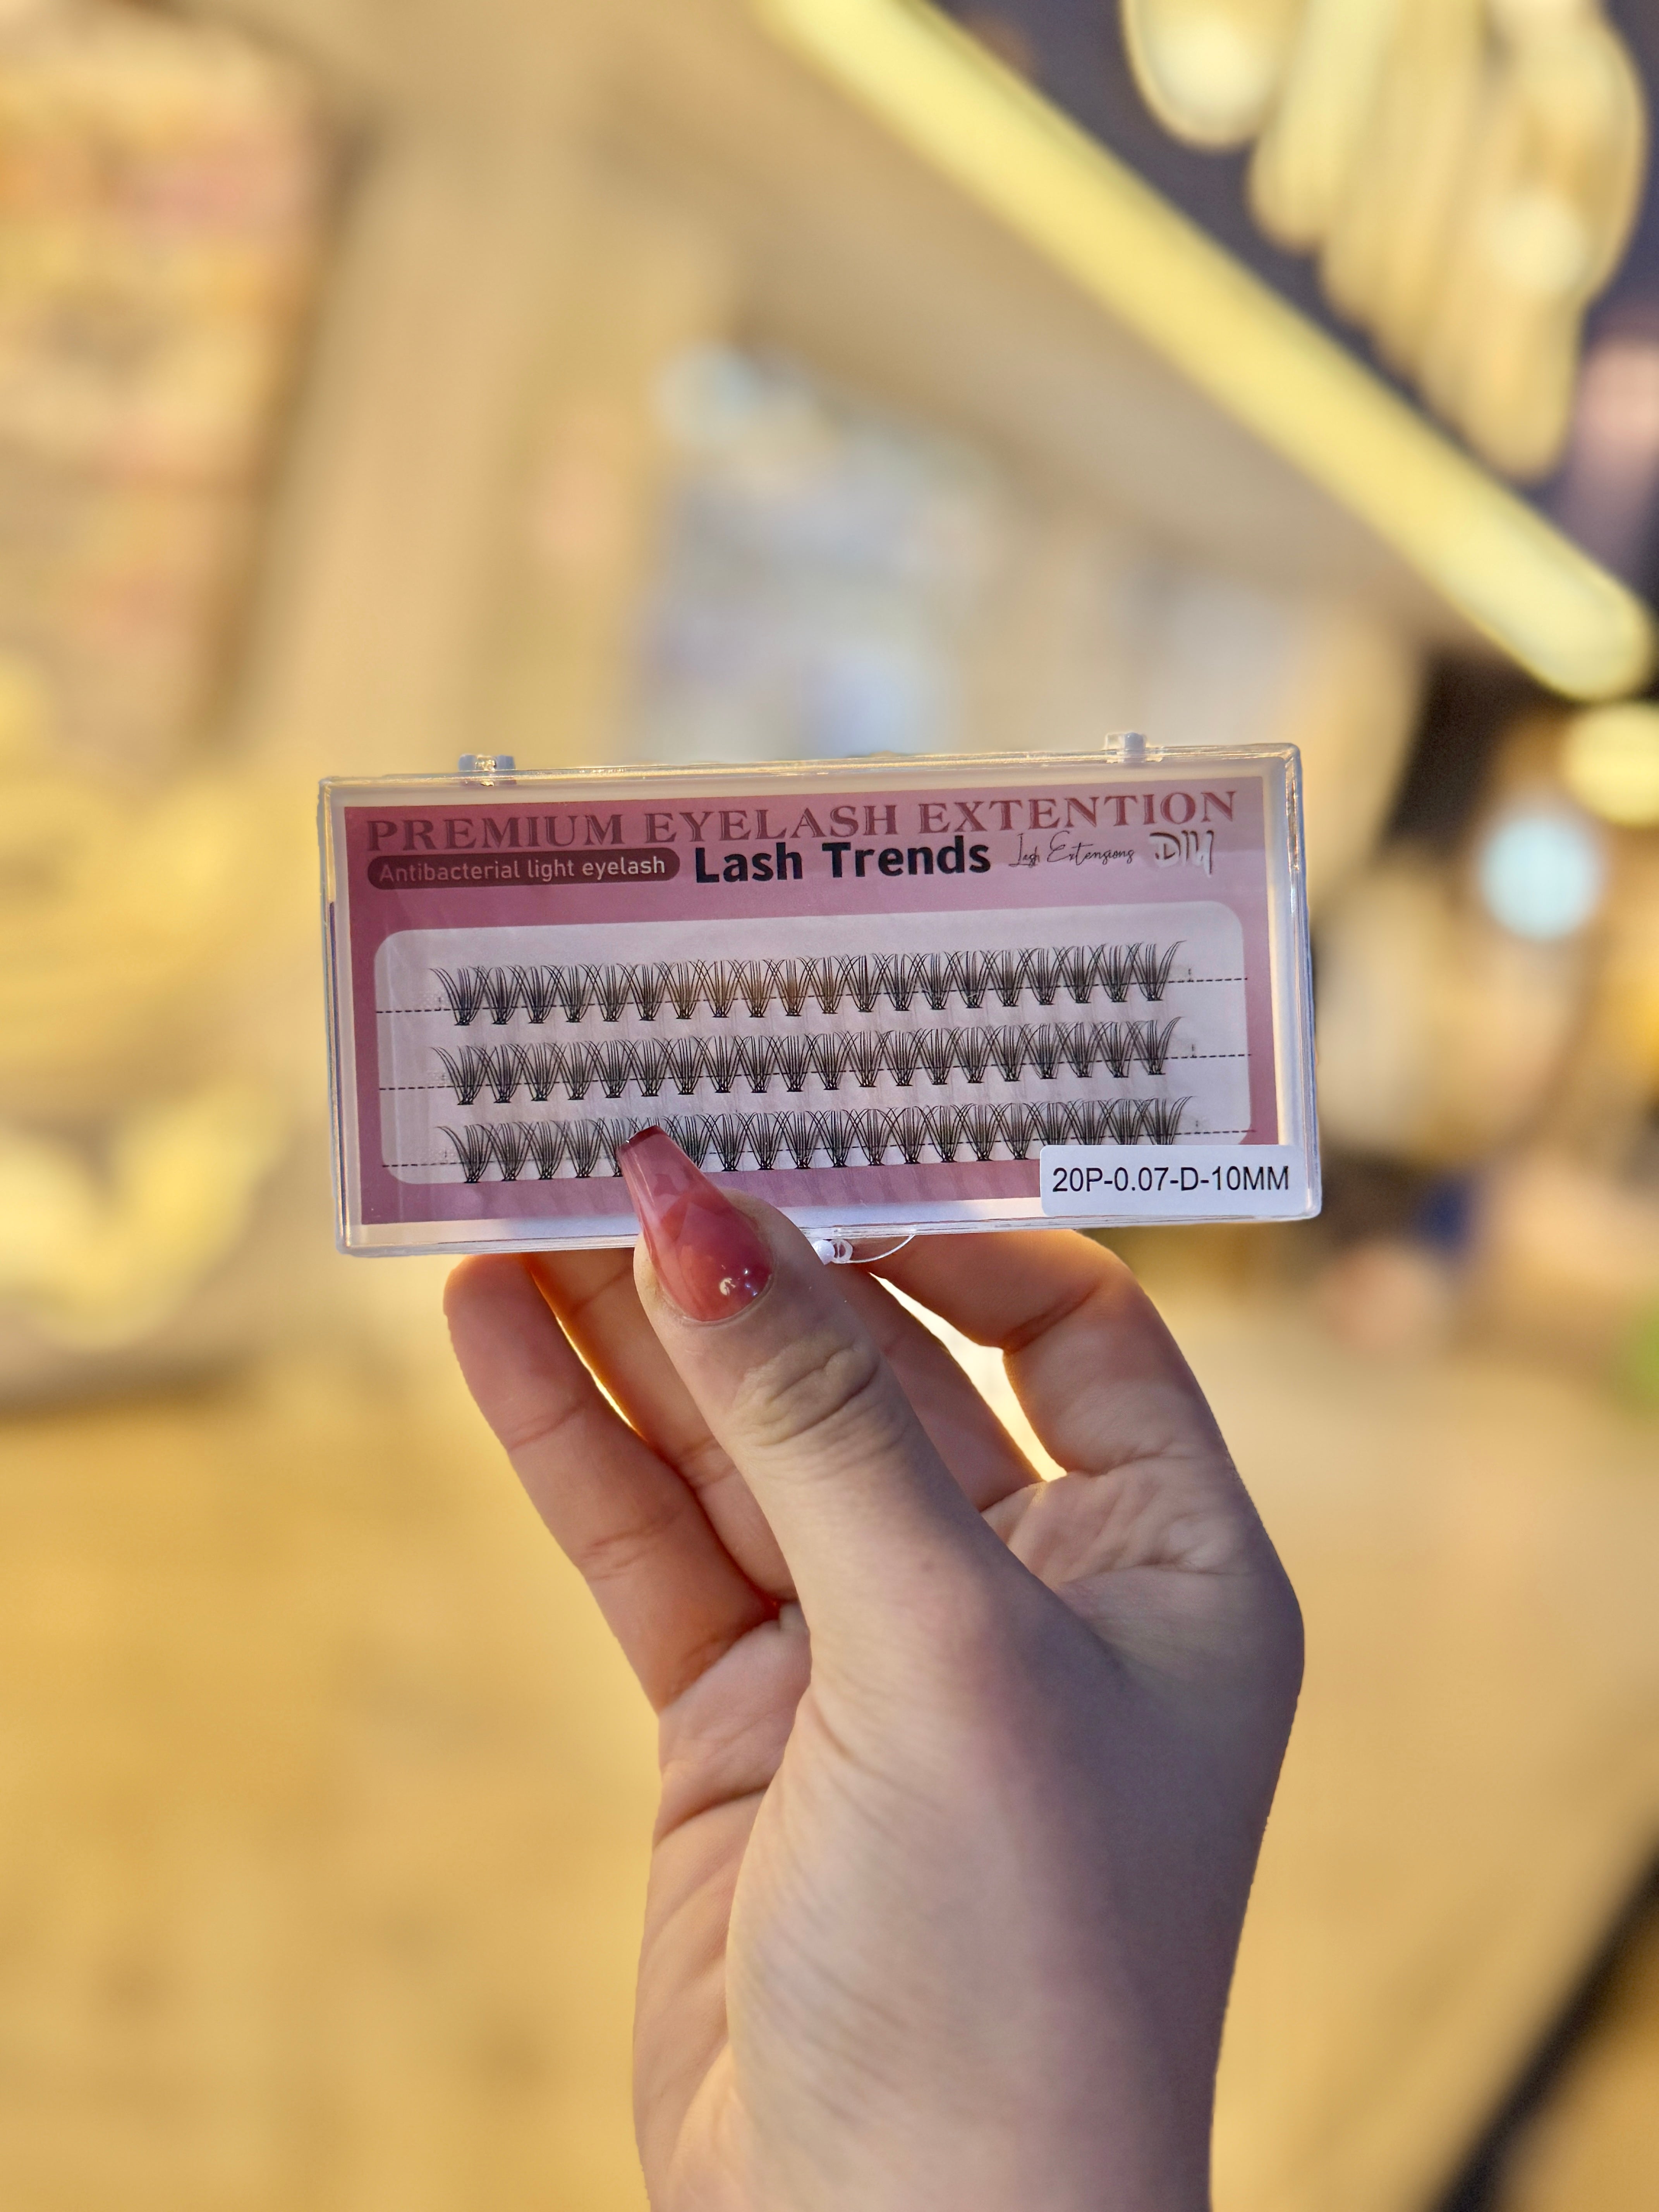 PREMIUM EYELASH EXTENTION
Antibacterial light eyelash Lash Trends Lash Extensions DIY
20P-0.07-D-10MM